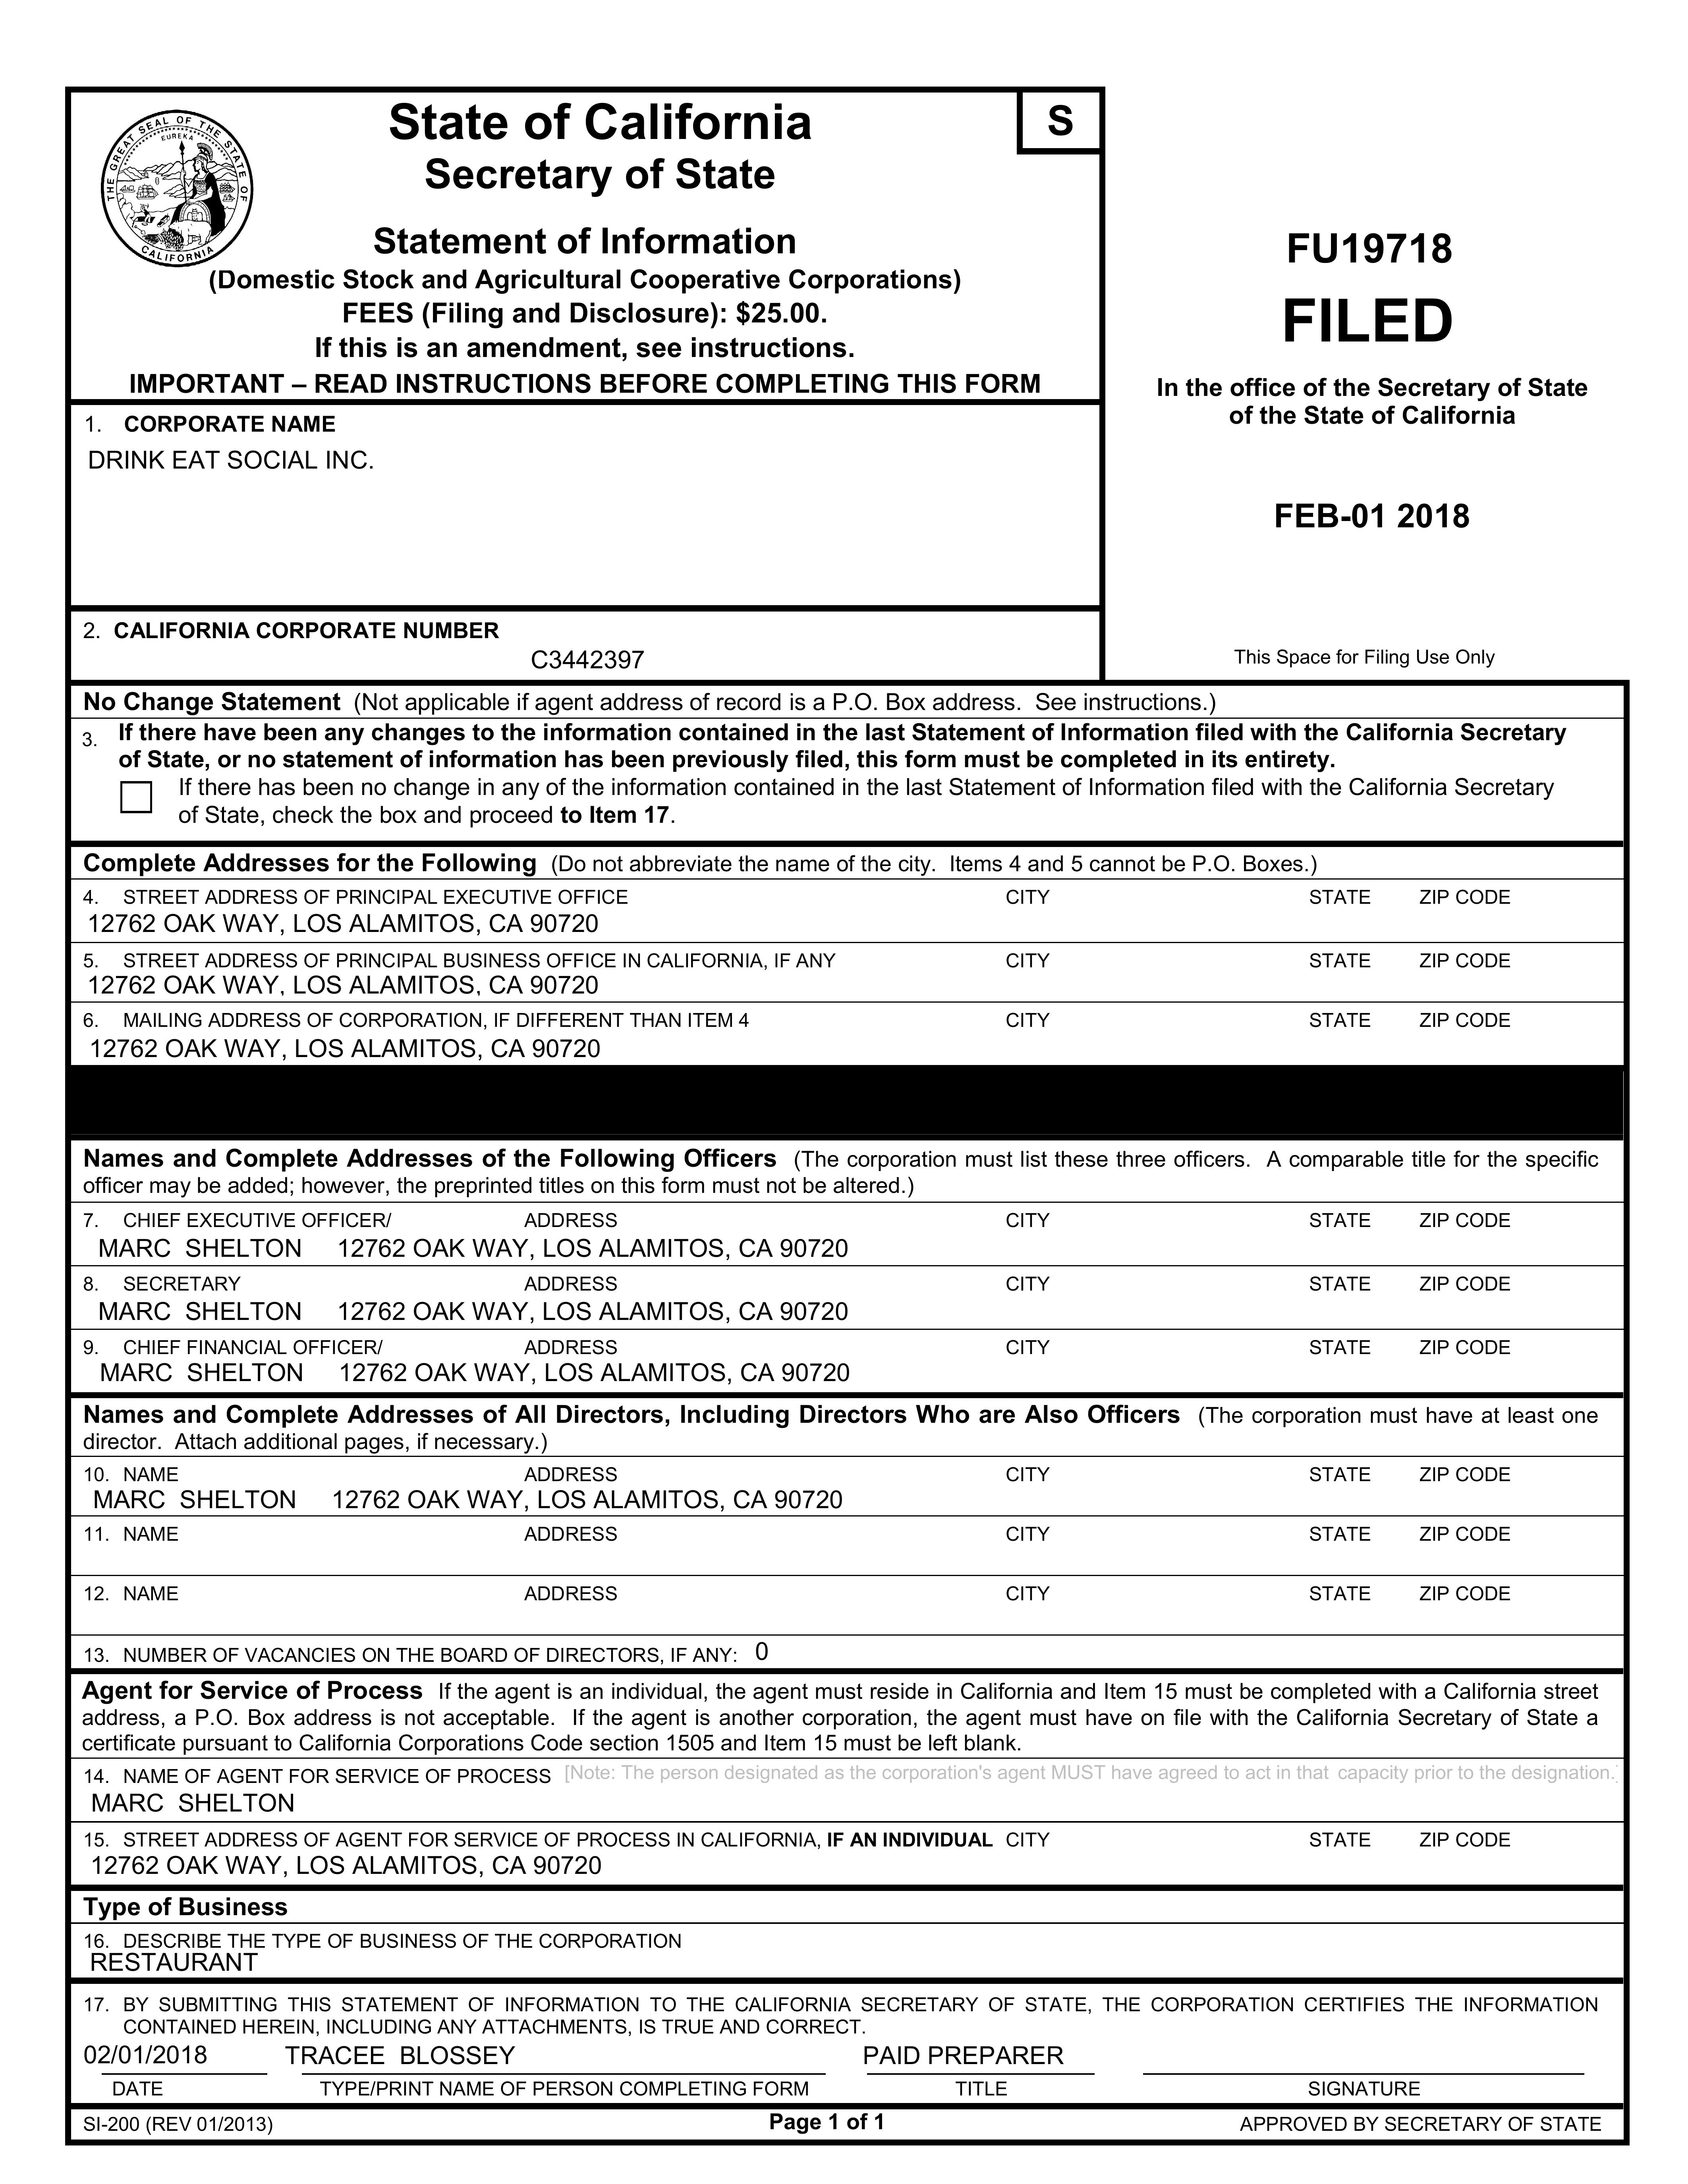 THE GREAT SEAL OF THE STATE OF CALIFORNIA
EUREKA
State of California
Secretary of State
S
Statement of Information
(Domestic Stock and Agricultural Cooperative Corporations)
FEES (Filing and Disclosure): $25.00.
If this is an amendment, see instructions.
IMPORTANT – READ INSTRUCTIONS BEFORE COMPLETING THIS FORM
FU19718
FILED
In the office of the Secretary of State
of the State of California
FEB-01 2018
1. CORPORATE NAME
DRINK EAT SOCIAL INC.
2. CALIFORNIA CORPORATE NUMBER
C3442397
This Space for Filing Use Only
No Change Statement (Not applicable if agent address of record is a P.O. Box address. See instructions.)
3. If there have been any changes to the information contained in the last Statement of Information filed with the California Secretary
of State, or no statement of information has been previously filed, this form must be completed in its entirety.
If there has been no change in any of the information contained in the last Statement of Information filed with the California Secretary
of State, check the box and proceed to Item 17.
Complete Addresses for the Following (Do not abbreviate the name of the city. Items 4 and 5 cannot be P.O. Boxes.)
4. STREET ADDRESS OF PRINCIPAL EXECUTIVE OFFICE CITY STATE ZIP CODE
12762 OAK WAY, LOS ALAMITOS, CA 90720
5. STREET ADDRESS OF PRINCIPAL BUSINESS OFFICE IN CALIFORNIA, IF ANY CITY STATE ZIP CODE
12762 OAK WAY, LOS ALAMITOS, CA 90720
6. MAILING ADDRESS OF CORPORATION, IF DIFFERENT THAN ITEM 4 CITY STATE ZIP CODE
12762 OAK WAY, LOS ALAMITOS, CA 90720
Names and Complete Addresses of the Following Officers (The corporation must list these three officers. A comparable title for the specific
officer may be added; however, the preprinted titles on this form must not be altered.)
7. CHIEF EXECUTIVE OFFICER/ ADDRESS CITY STATE ZIP CODE
MARC SHELTON 12762 OAK WAY, LOS ALAMITOS, CA 90720
8. SECRETARY ADDRESS CITY STATE ZIP CODE
MARC SHELTON 12762 OAK WAY, LOS ALAMITOS, CA 90720
9. CHIEF FINANCIAL OFFICER/ ADDRESS CITY STATE ZIP CODE
MARC SHELTON 12762 OAK WAY, LOS ALAMITOS, CA 90720
Names and Complete Addresses of All Directors, Including Directors Who are Also Officers (The corporation must have at least one
director. Attach additional pages, if necessary.)
10. NAME ADDRESS CITY STATE ZIP CODE
MARC SHELTON 12762 OAK WAY, LOS ALAMITOS, CA 90720
11. NAME ADDRESS CITY STATE ZIP CODE
12. NAME ADDRESS CITY STATE ZIP CODE
13. NUMBER OF VACANCIES ON THE BOARD OF DIRECTORS, IF ANY: 0
Agent for Service of Process If the agent is an individual, the agent must reside in California and Item 15 must be completed with a California street
address, a P.O. Box address is not acceptable. If the agent is another corporation, the agent must have on file with the California Secretary of State a
certificate pursuant to California Corporations Code section 1505 and Item 15 must be left blank.
14. NAME OF AGENT FOR SERVICE OF PROCESS [Note: The person designated as the corporation's agent MUST have agreed to act in that capacity prior to the designation.]
MARC SHELTON
15. STREET ADDRESS OF AGENT FOR SERVICE OF PROCESS IN CALIFORNIA, IF AN INDIVIDUAL CITY STATE ZIP CODE
12762 OAK WAY, LOS ALAMITOS, CA 90720
Type of Business
16. DESCRIBE THE TYPE OF BUSINESS OF THE CORPORATION
RESTAURANT
17. BY SUBMITTING THIS STATEMENT OF INFORMATION TO THE CALIFORNIA SECRETARY OF STATE, THE CORPORATION CERTIFIES THE INFORMATION
CONTAINED HEREIN, INCLUDING ANY ATTACHMENTS, IS TRUE AND CORRECT.
02/01/2018 TRACEE BLOSSEY PAID PREPARER
DATE TYPE/PRINT NAME OF PERSON COMPLETING FORM TITLE SIGNATURE
SI-200 (REV 01/2013) Page 1 of 1 APPROVED BY SECRETARY OF STATE